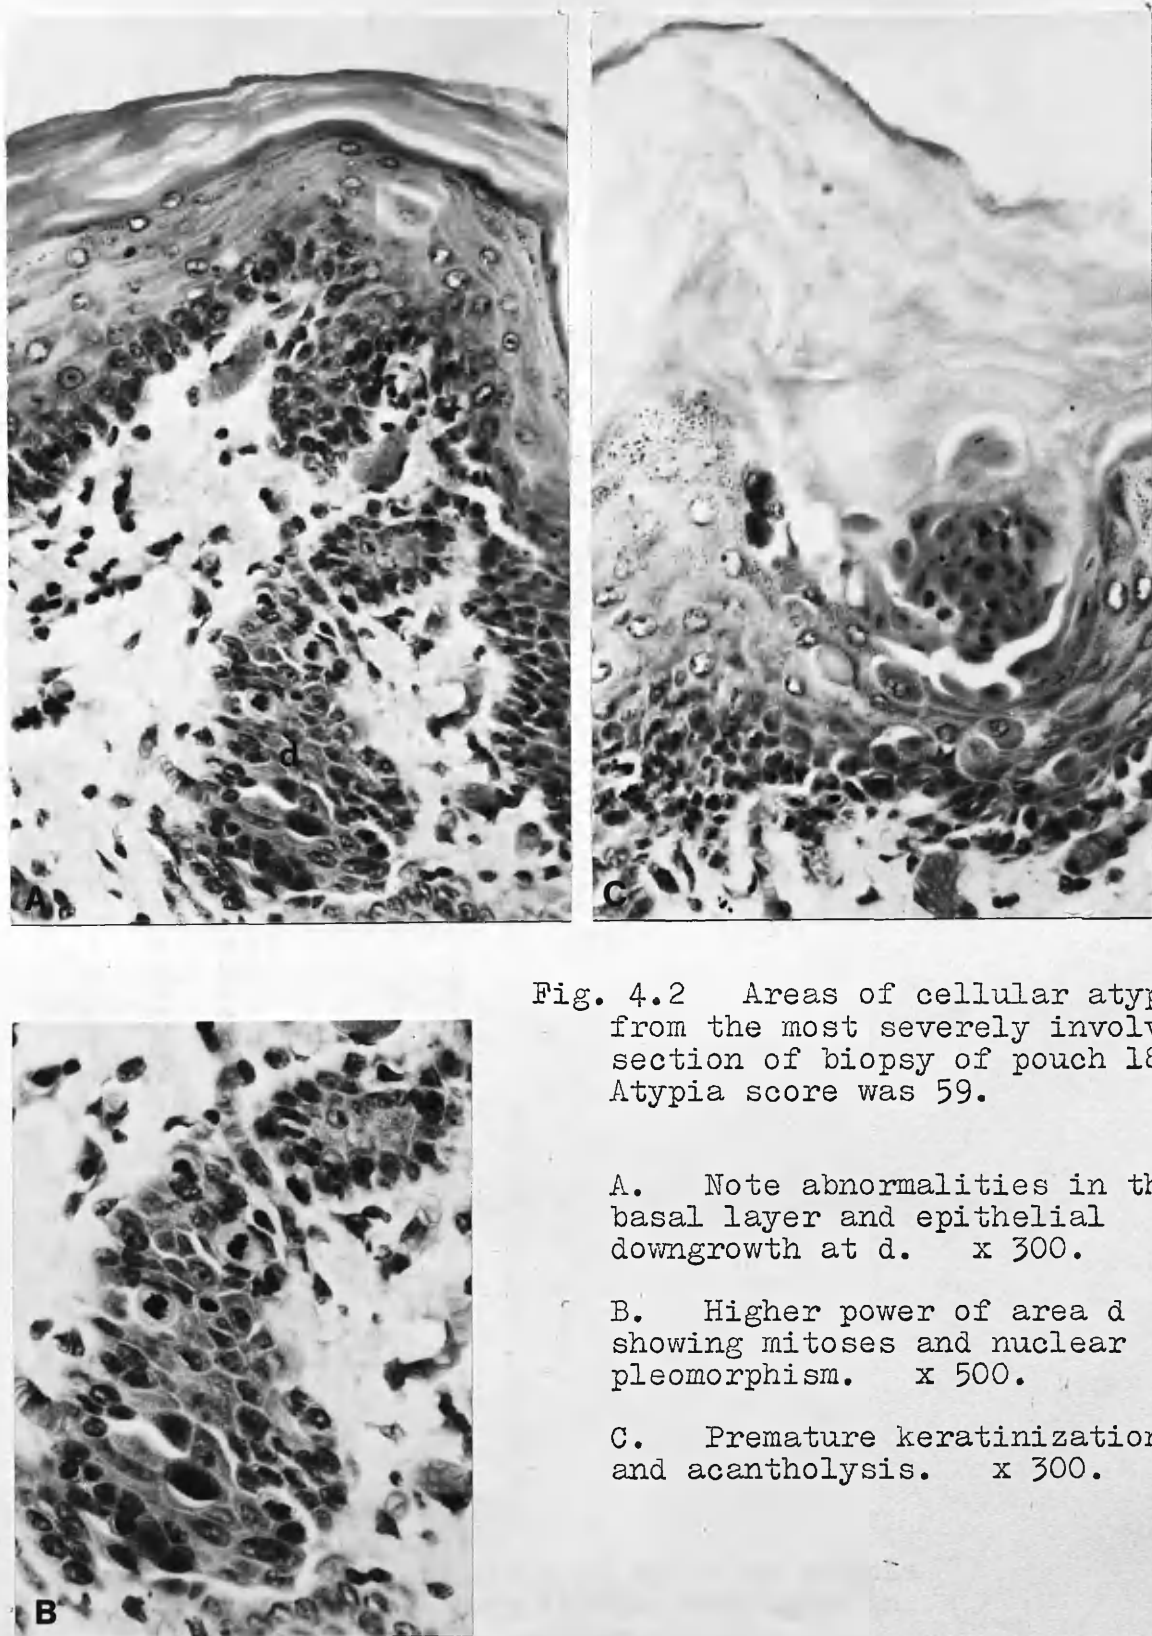 A
d
C
B
Fig. 4.2 Areas of cellular
from the most severely
section of biopsy of pouch
Atypia score was 59.
A. Note abnormalities in
basal layer and epithelial
downgrowth at d. x 300.
B. Higher power of area d
showing mitoses and nuclear
pleomorphism. x 500.
C. Premature keratinization
and acantholysis. x 300.